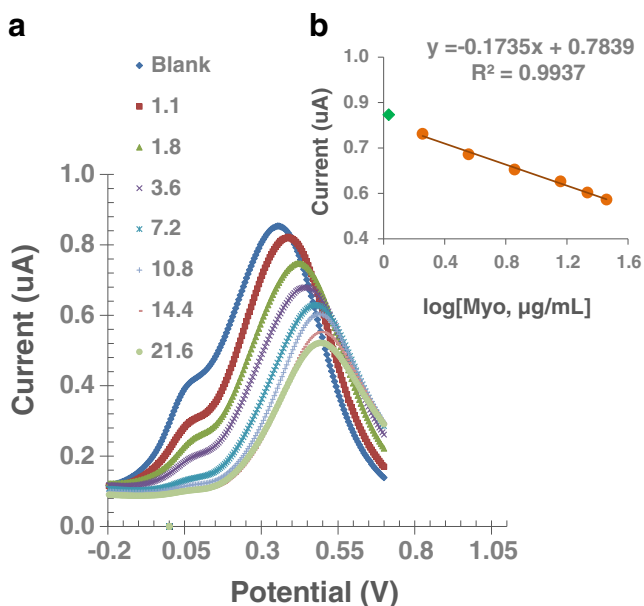 a
Blank
1.1
1.8
3.6
7.2
10.8
14.4
21.6
1.0
0.8
0.6
0.4
0.2
0.0
Current (uA)
-0.2 0.05 0.3 0.55 0.8 1.05
Potential (V)
b
y =-0.1735x + 0.7839
R² = 0.9937
1.0
0.9
0.7
0.6
0.4
Current (uA)
0 0.4 0.8 1.2 1.6
log[Myo, µg/mL]